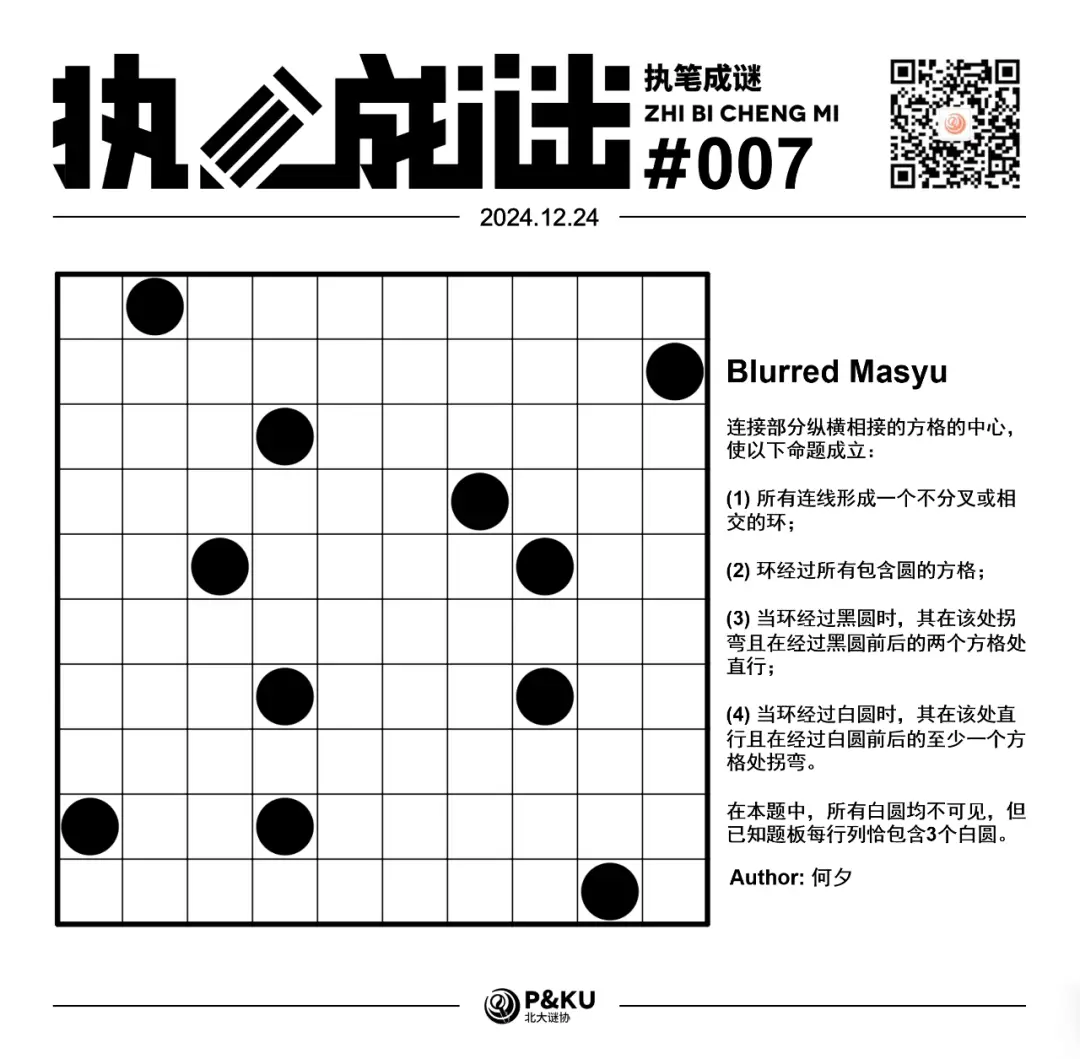 执笔成谜
执笔成谜
ZHI BI CHENG MI
#007
2024.12.24
Blurred Masyu
连接部分纵横相接的方格的中心，
使以下命题成立：
(1) 所有连线形成一个不分叉或相
交的环；
(2) 环经过所有包含圆的方格；
(3) 当环经过黑圆时，其在该处拐
弯且在经过黑圆前后的两个方格处
直行；
(4) 当环经过白圆时，其在该处直
行且在经过白圆前后的至少一个方
格处拐弯。
在本题中，所有白圆均不可见，但
已知题板每行列恰包含3个白圆。
Author: 何夕
P&KU
北大谜协